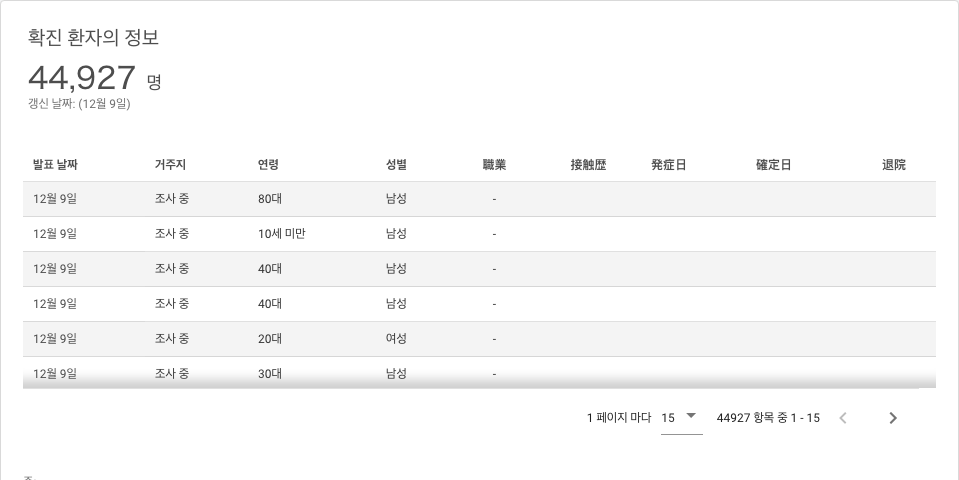 확진 환자의 정보
44,927 명
갱신 날짜: (12월 9일)
발표 날짜 거주지 연령 성별 職業 接触歴 発症日 確定日 退院
12월 9일 조사 중 80대 남성 -
12월 9일 조사 중 10세 미만 남성 -
12월 9일 조사 중 40대 남성 -
12월 9일 조사 중 40대 남성 -
12월 9일 조사 중 20대 여성 -
12월 9일 조사 중 30대 남성 -
1 페이지 마다 15 44927 항목 중 1 - 15